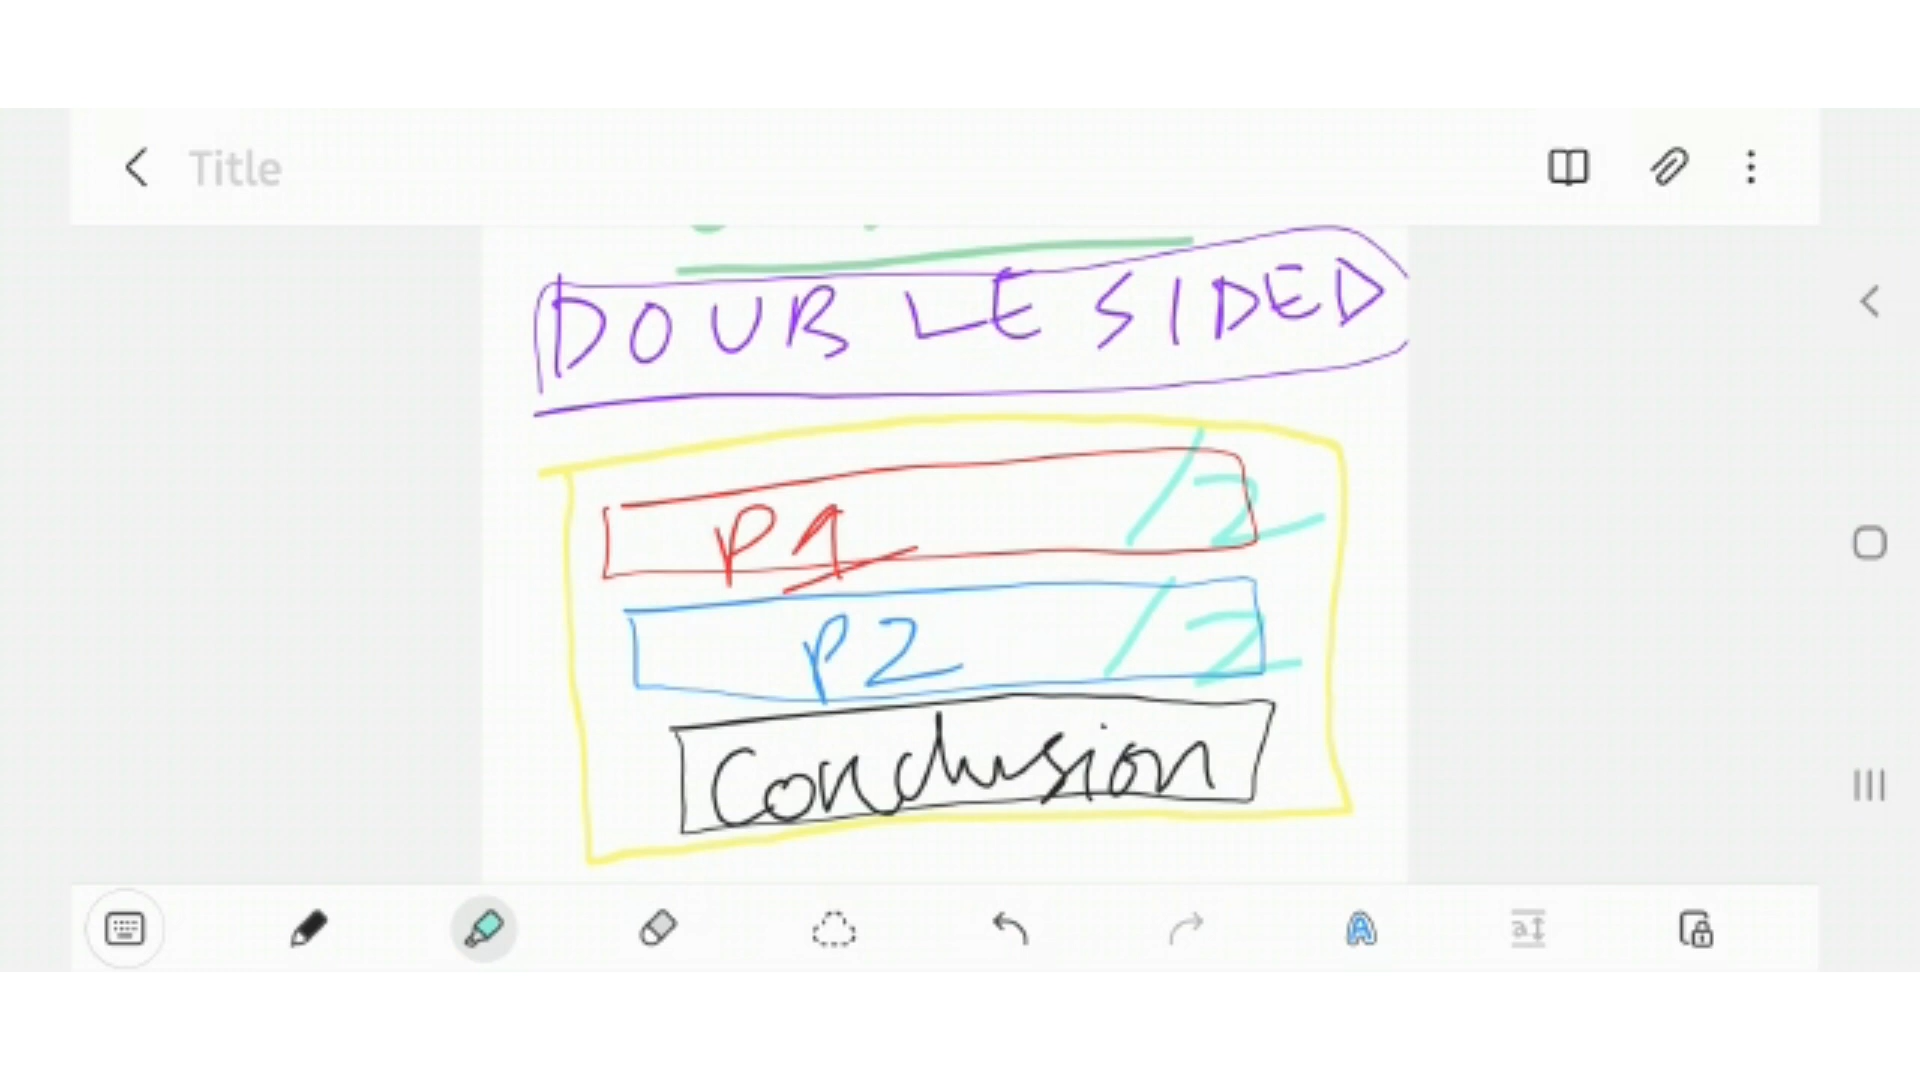 Title
DOUBLE SIDED
P1 /2
P2 /2
Conclusion